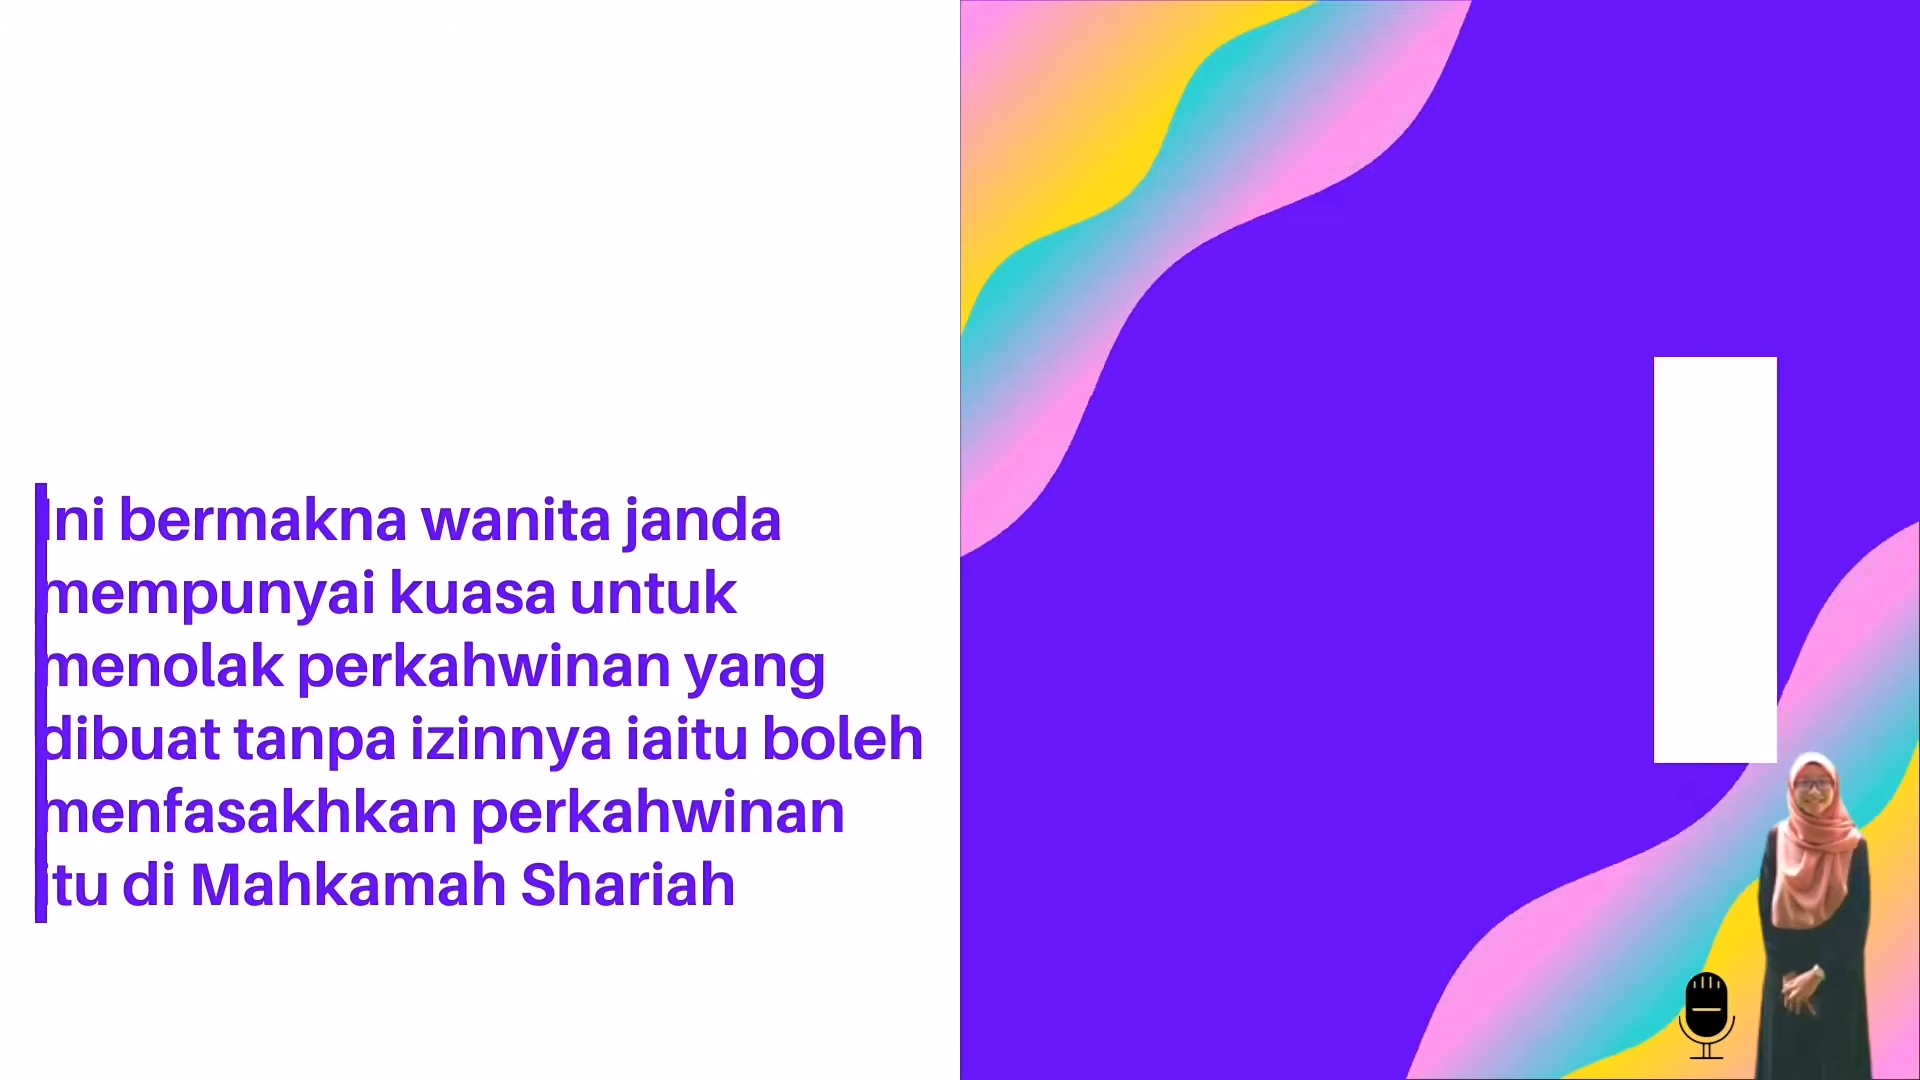 Ini bermakna wanita janda
mempunyai kuasa untuk
menolak perkahwinan yang
dibuat tanpa izinnya iaitu boleh
menfasakhkan perkahwinan
itu di Mahkamah Shariah